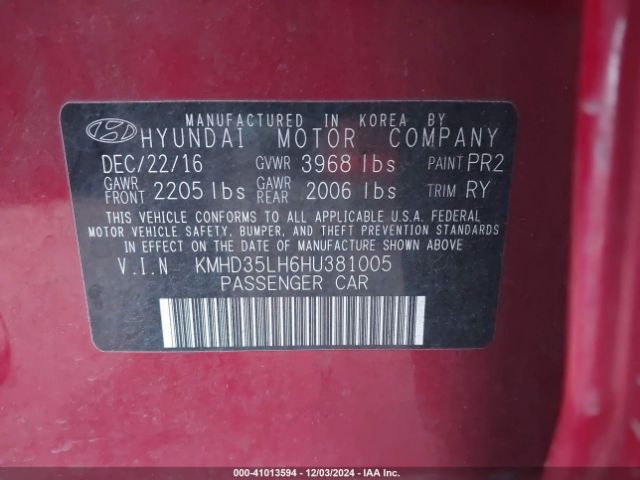 MANUFACTURED IN KOREA BY
HYUNDAI MOTOR COMPANY
DEC/22/16 GVWR 3968 lbs PAINT PR2
GAWR FRONT 2205 lbs GAWR REAR 2006 lbs TRIM RY
THIS VEHICLE CONFORMS TO ALL APPLICABLE U.S.A. FEDERAL
MOTOR VEHICLE SAFETY, BUMPER, AND THEFT PREVENTION STANDARDS
IN EFFECT ON THE DATE OF MANUFACTURE SHOWN ABOVE
V.I.N KMHD35LH6HU381005
PASSENGER CAR
000-41013594 - 12/03/2024 - IAA Inc.